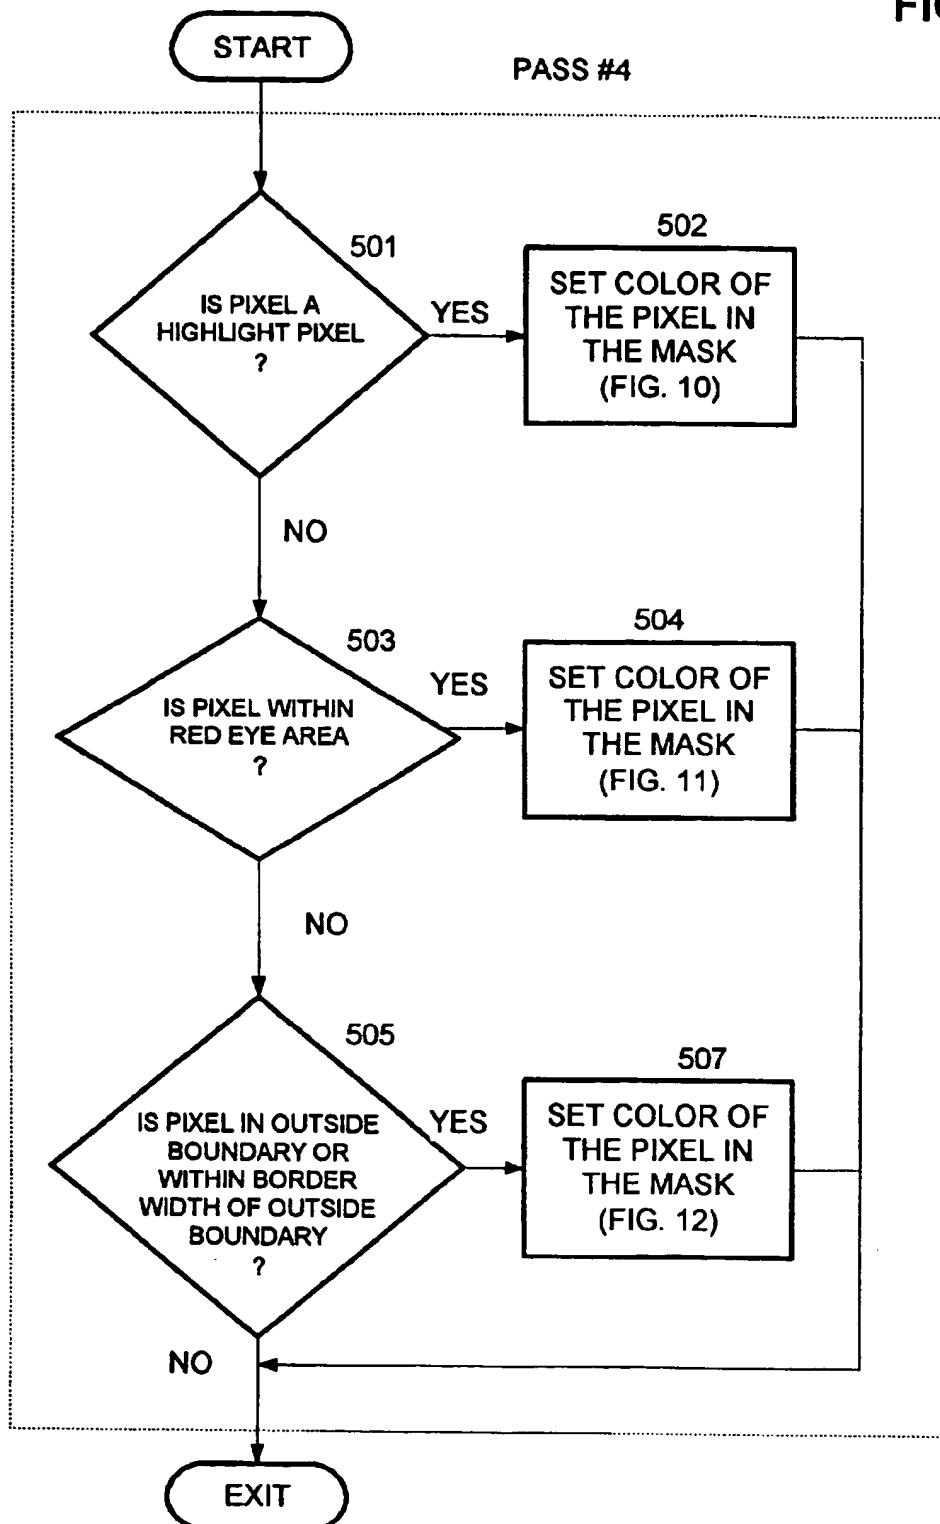 FIG
START
PASS #4
501
IS PIXEL A
HIGHLIGHT PIXEL
?
YES
502
SET COLOR OF
THE PIXEL IN
THE MASK
(FIG. 10)
NO
503
IS PIXEL WITHIN
RED EYE AREA
?
YES
504
SET COLOR OF
THE PIXEL IN
THE MASK
(FIG. 11)
NO
505
IS PIXEL IN OUTSIDE
BOUNDARY OR
WITHIN BORDER
WIDTH OF OUTSIDE
BOUNDARY
?
YES
507
SET COLOR OF
THE PIXEL IN
THE MASK
(FIG. 12)
NO
EXIT